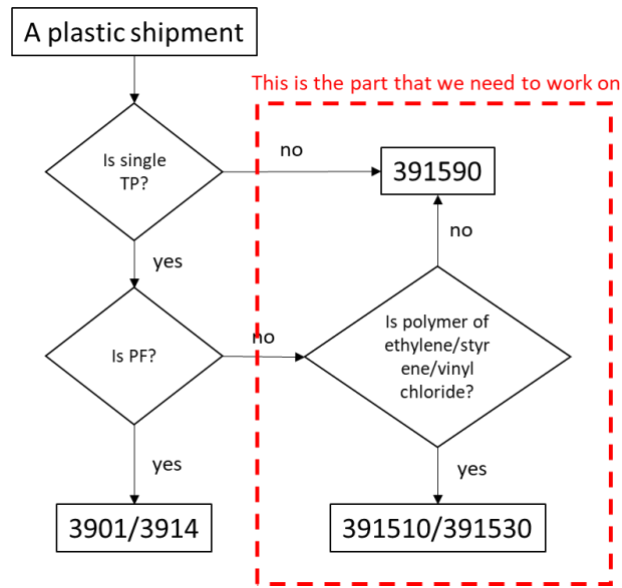 A plastic shipment
This is the part that we need to work on
Is single
TP?
no
391590
yes
no
Is PF?
no
Is polymer of
ethylene/styr
ene/vinyl
chloride?
yes
yes
3901/3914
391510/391530